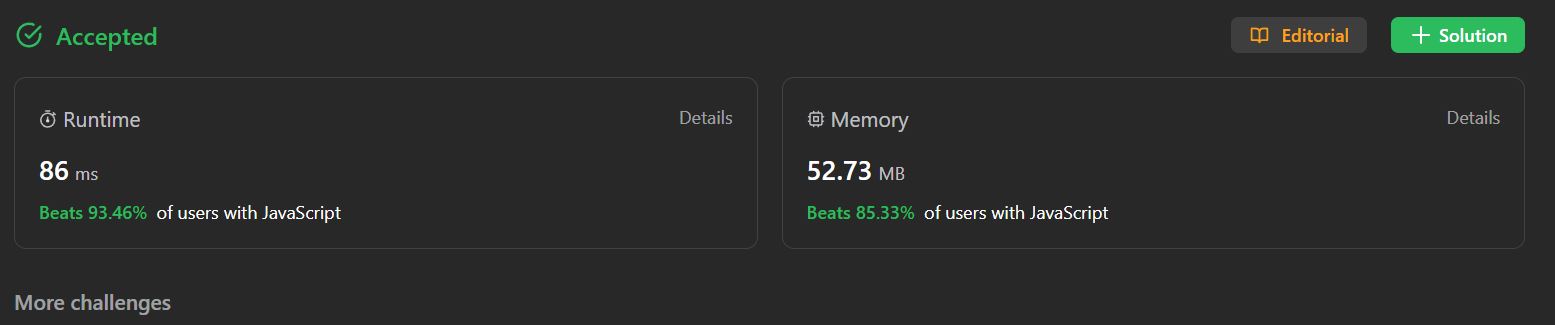 Accepted
Editorial
Solution
Runtime
Details
86 ms
Beats 93.46% of users with JavaScript
Memory
Details
52.73 MB
Beats 85.33% of users with JavaScript
More challenges